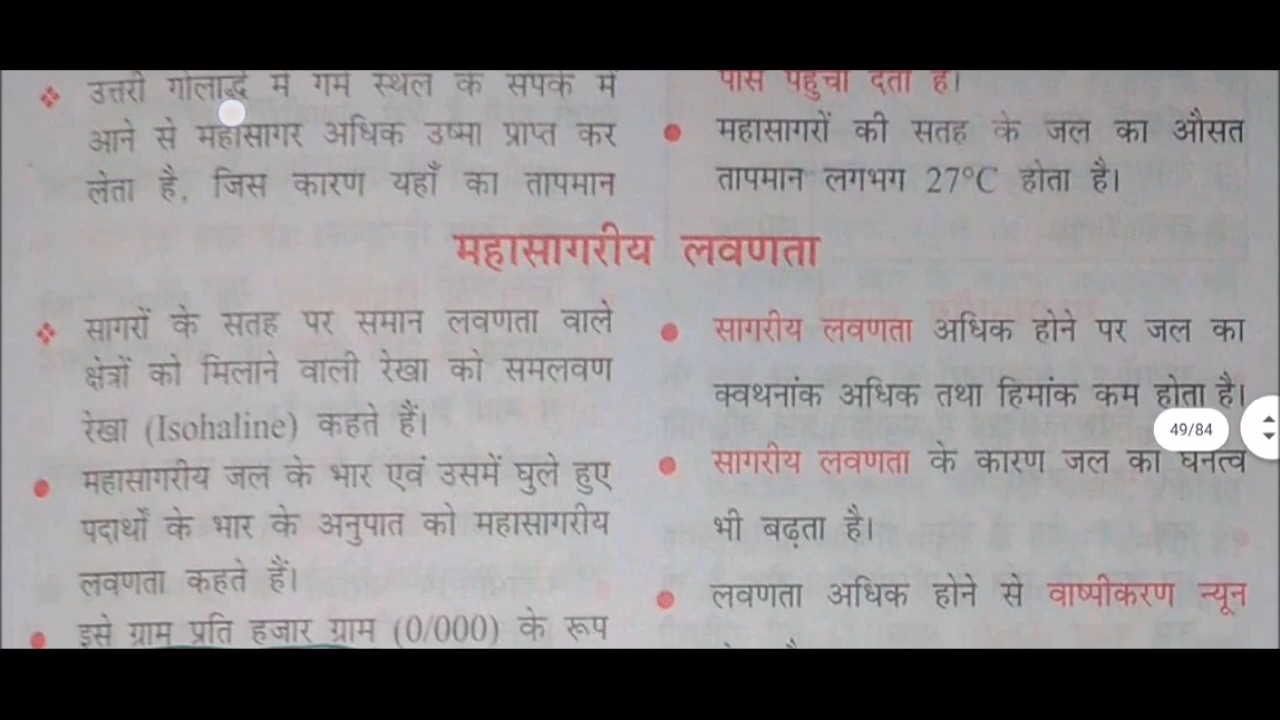 उत्तरी गोलार्द्ध में गर्म स्थल के संपर्क में
आने से महासागर अधिक उष्मा प्राप्त कर
लेता है, जिस कारण यहाँ का तापमान
पास पहुँचा देता है।
महासागरों की सतह के जल का औसत
तापमान लगभग 27°C होता है।
महासागरीय लवणता
सागरों के सतह पर समान लवणता वाले
क्षेत्रों को मिलाने वाली रेखा को समलवण
रेखा (Isohaline) कहते हैं।
महासागरीय जल के भार एवं उसमें घुले हुए
पदार्थों के भार के अनुपात को महासागरीय
लवणता कहते हैं।
इसे ग्राम प्रति हजार ग्राम (0/000) के रूप
सागरीय लवणता अधिक होने पर जल का
क्वथनांक अधिक तथा हिमांक कम होता है।
सागरीय लवणता के कारण जल का घनत्व
भी बढ़ता है।
लवणता अधिक होने से वाष्पीकरण न्यून
49/84